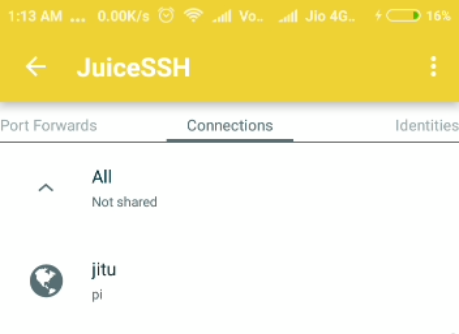 1:13 AM ... 0.00K/s Vo.. Jio 4G.. 16%
JuiceSSH
Port Forwards Connections Identities
All
Not shared
jitu
pi